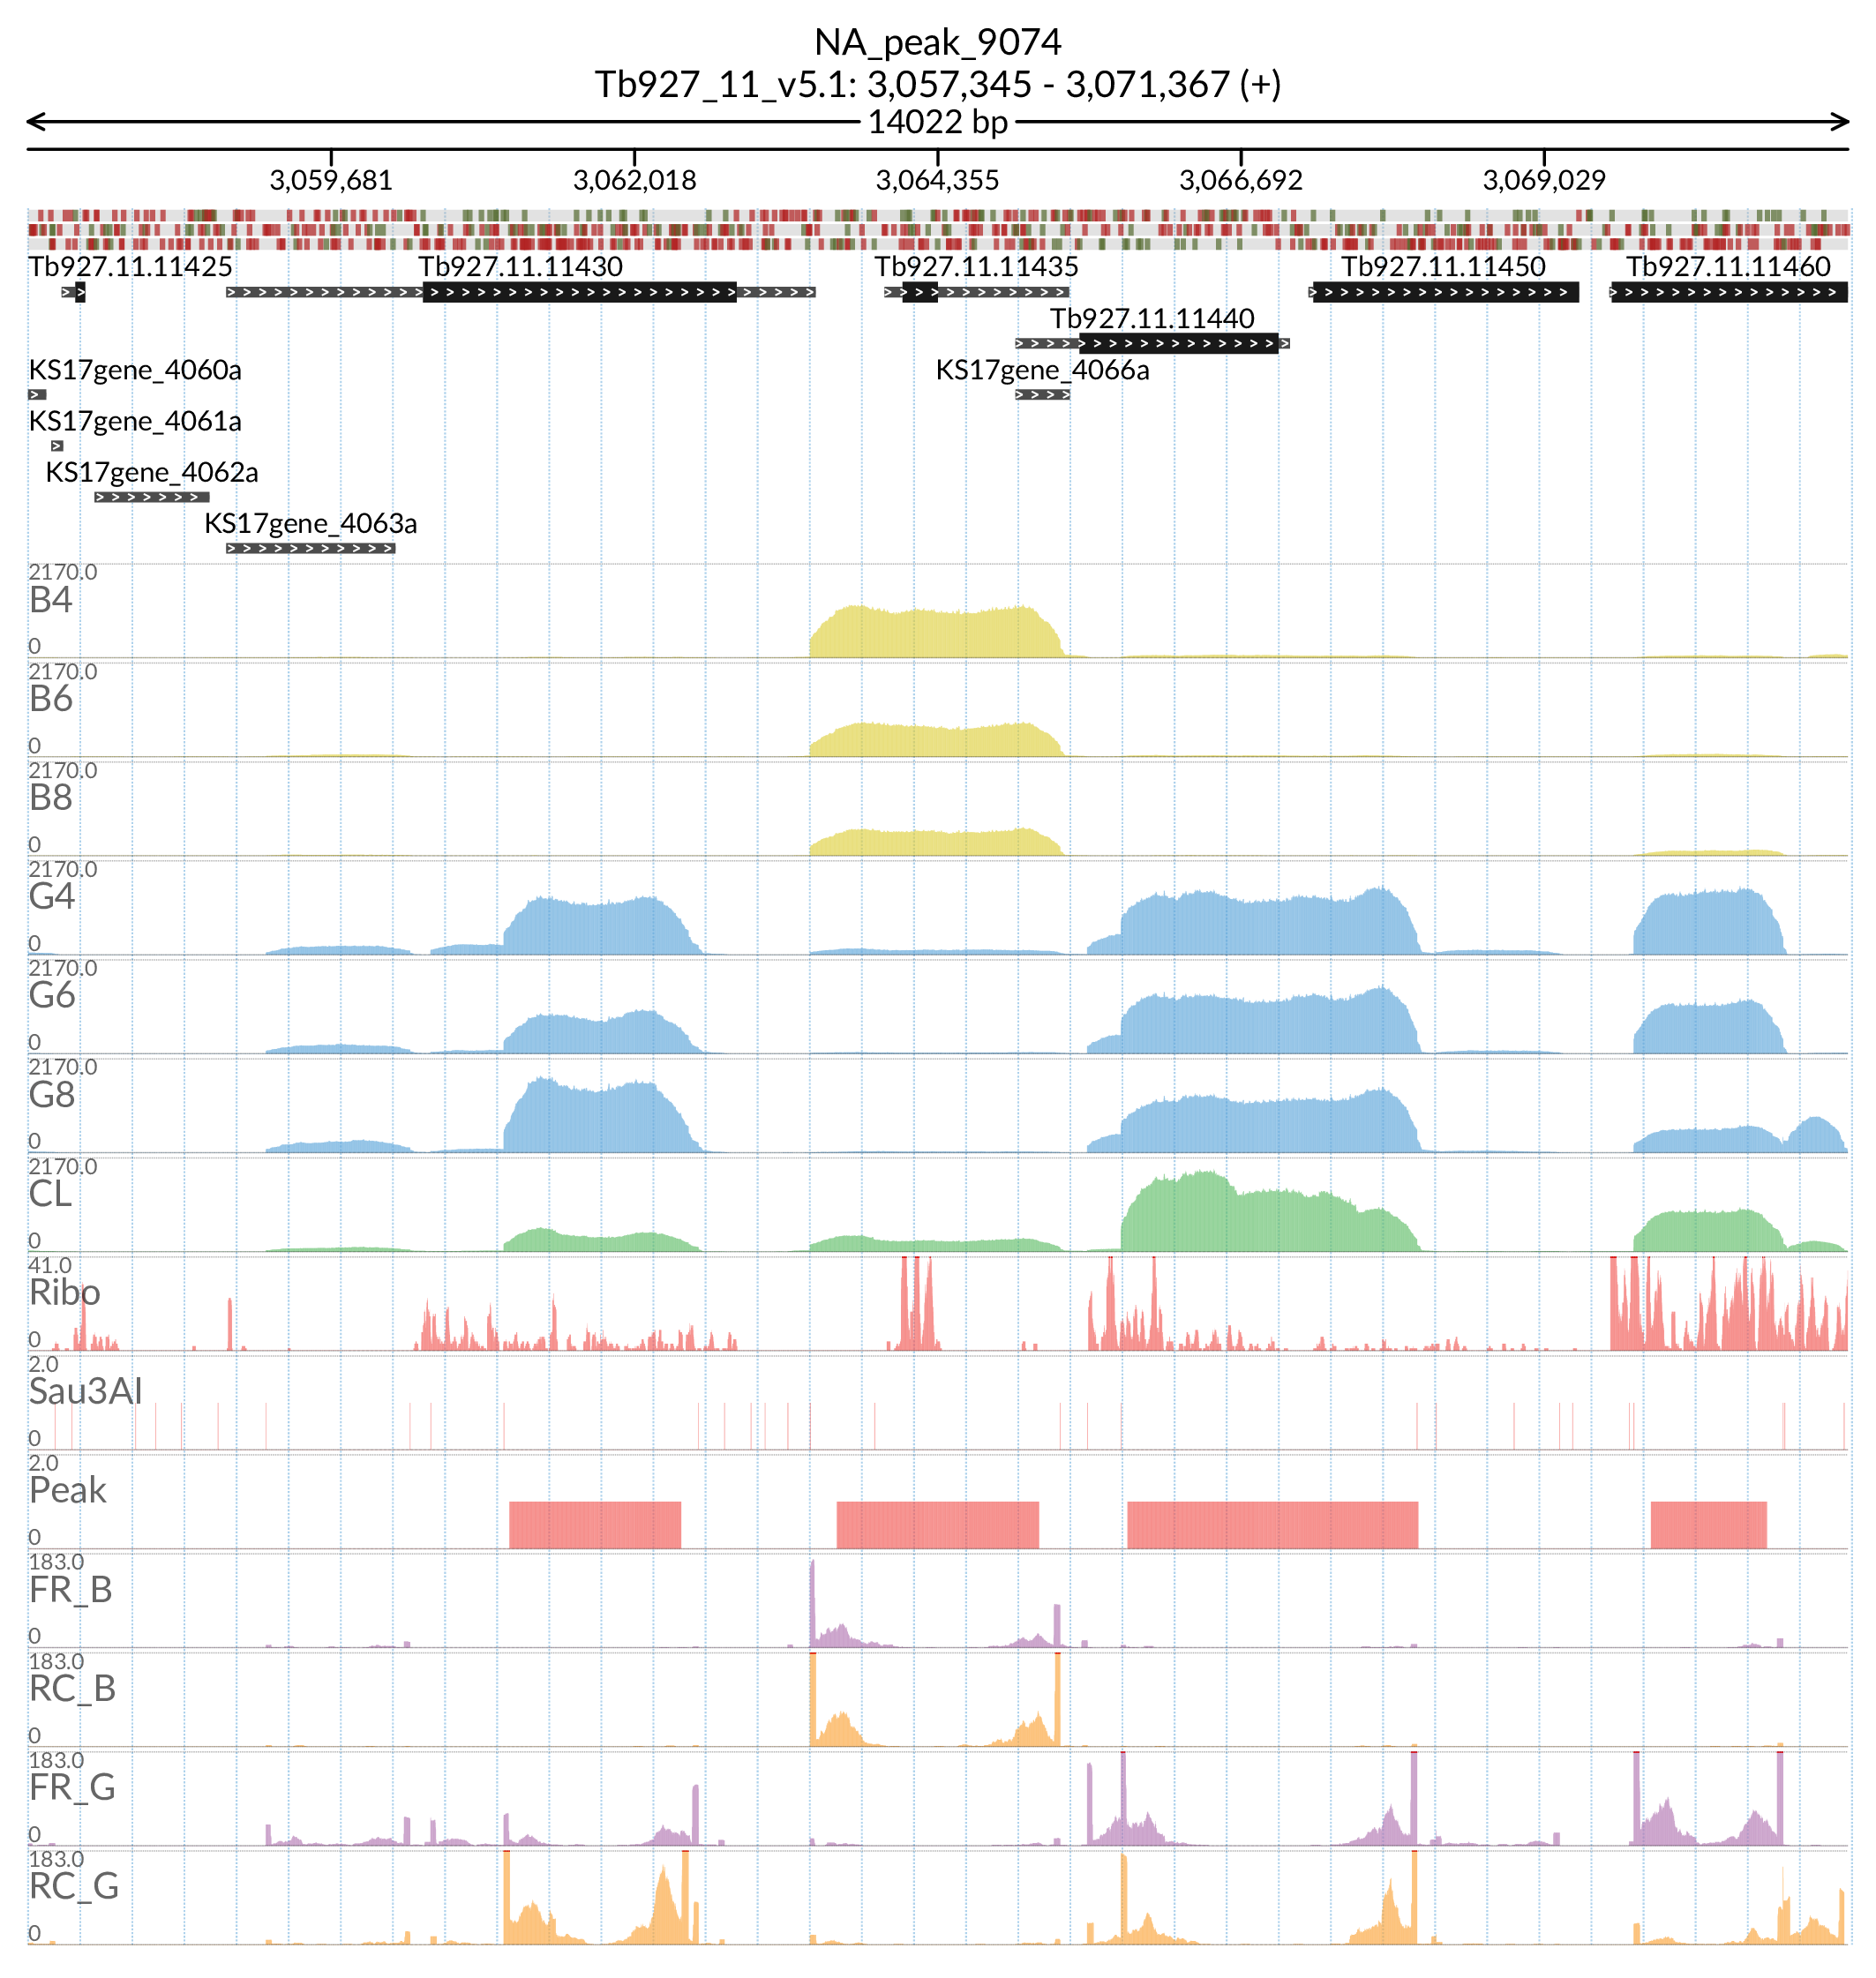 NA_peak_9074
Tb927_11_v5.1: 3,057,345 - 3,071,367 (+)
14022 bp
3,059,681 3,062,018 3,064,355 3,066,692 3,069,029
Tb927.11.11425 Tb927.11.11430 Tb927.11.11435 Tb927.11.11450 Tb927.11.11460
Tb927.11.11440
KS17gene_4060a KS17gene_4066a
KS17gene_4061a
KS17gene_4062a
KS17gene_4063a
2170.0
B4
0
2170.0
B6
0
2170.0
B8
0
2170.0
G4
0
2170.0
G6
0
2170.0
G8
0
2170.0
CL
0
41.0
Ribo
0
2.0
Sau3AI
0
2.0
Peak
0
183.0
FR_B
0
183.0
RC_B
0
183.0
FR_G
0
183.0
RC_G
0